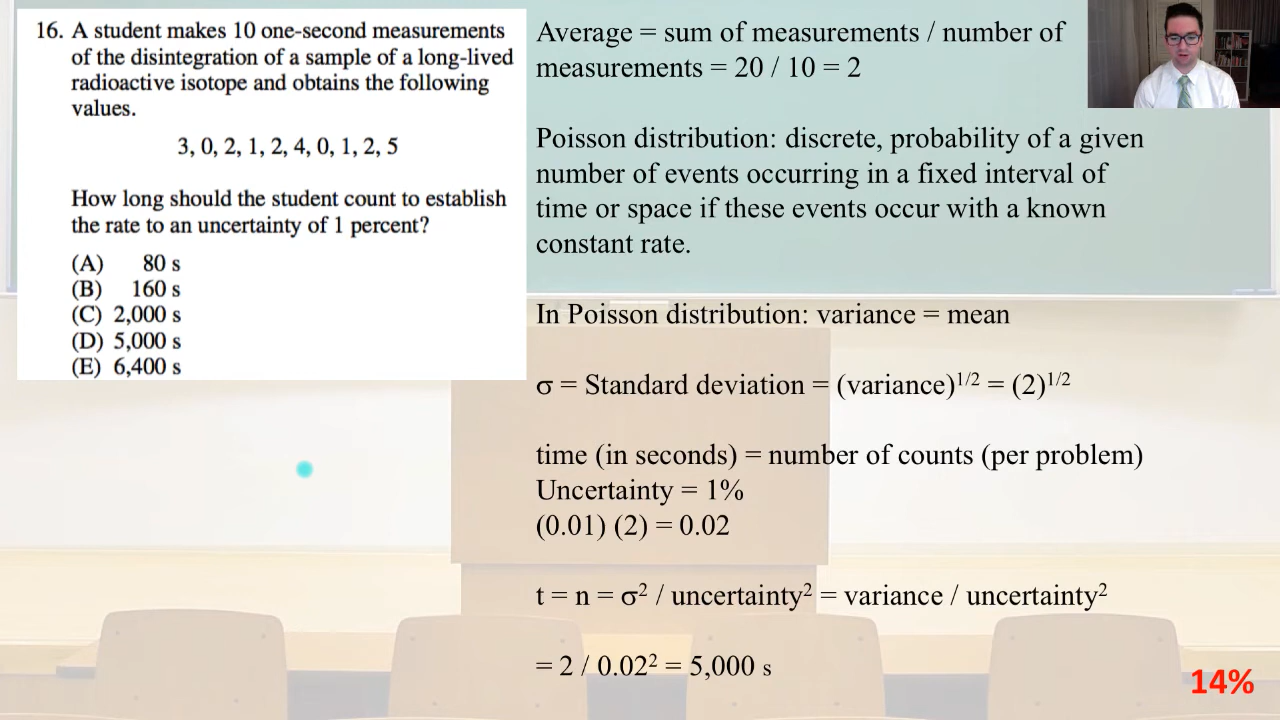 16. A student makes 10 one-second measurements
of the disintegration of a sample of a long-lived
radioactive isotope and obtains the following
values.
3, 0, 2, 1, 2, 4, 0, 1, 2, 5
How long should the student count to establish
the rate to an uncertainty of 1 percent?
(A) 80 s
(B) 160 s
(C) 2,000 s
(D) 5,000 s
(E) 6,400 s
Average = sum of measurements / number of
measurements = 20 / 10 = 2
Poisson distribution: discrete, probability of a given
number of events occurring in a fixed interval of
time or space if these events occur with a known
constant rate.
In Poisson distribution: variance = mean
σ = Standard deviation = (variance)^1/2 = (2)^1/2
time (in seconds) = number of counts (per problem)
Uncertainty = 1%
(0.01) (2) = 0.02
t = n = σ² / uncertainty² = variance / uncertainty²
= 2 / 0.02² = 5,000 s
14%